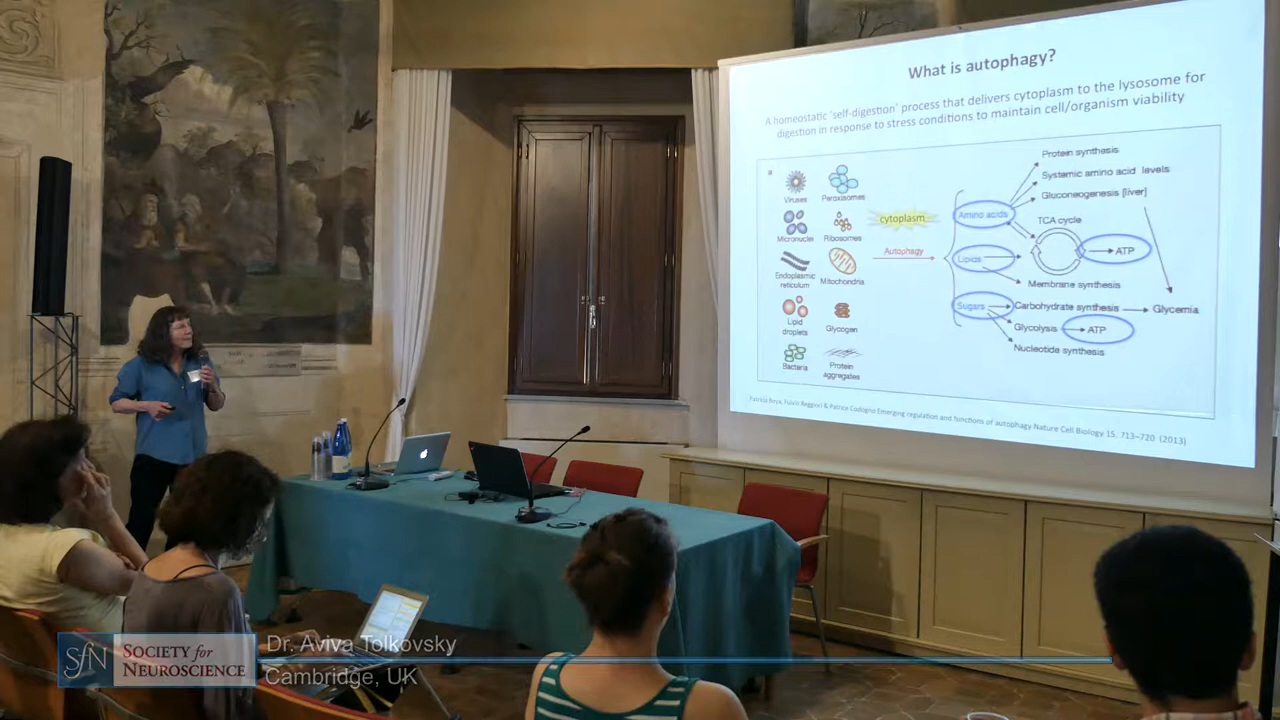 What is autophagy?
A homeostatic 'self-digestion' process that delivers cytoplasm to the lysosome for
digestion in response to stress conditions to maintain cell/organism viability
a
Viruses
Peroxisomes
Micronuclei
Ribosomes
Endoplasmic
reticulum
Mitochondria
Lipid
droplets
Glycogen
Bacteria
Protein
aggregates
cytoplasm
Autophagy
Amino acids
Lipids
Sugars
Protein synthesis
Systemic amino acid levels
Gluconeogenesis [liver]
TCA cycle
ATP
Membrane synthesis
Carbohydrate synthesis
Glycemia
Glycolysis
ATP
Nucleotide synthesis
Patricia Boya, Fulvio Reggiori & Patrice Codogno Emerging regulation and functions of autophagy Nature Cell Biology 15, 713–720 (2013)
SfN
SOCIETY for
NEUROSCIENCE
Dr. Aviva Tolkovsky
Cambridge, UK